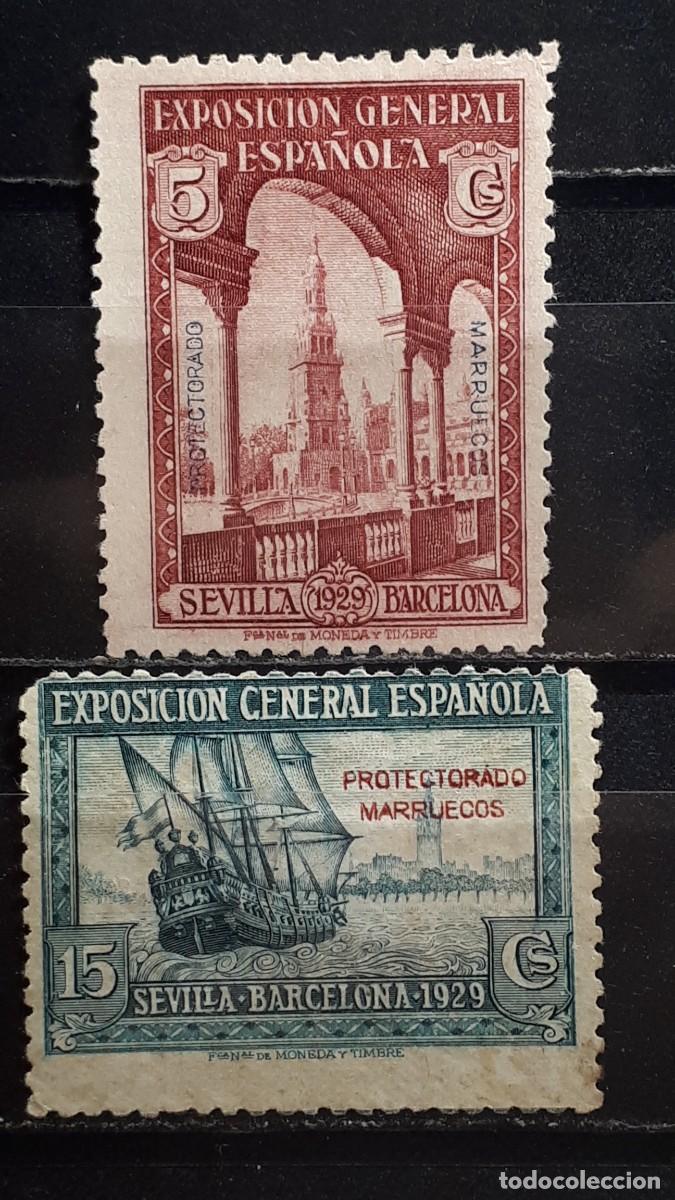 EXPOSICION GENERAL
ESPAÑOLA
5 Cs
PROTECTORADO
MARRUECOS
SEVILLA 1929 BARCELONA
Fca Nal DE MONEDA Y TIMBRE
EXPOSICION GENERAL ESPAÑOLA
PROTECTORADO
MARRUECOS
15 Cs
SEVILLA·BARCELONA·1929
Fca Nal DE MONEDA Y TIMBRE
todocoleccion